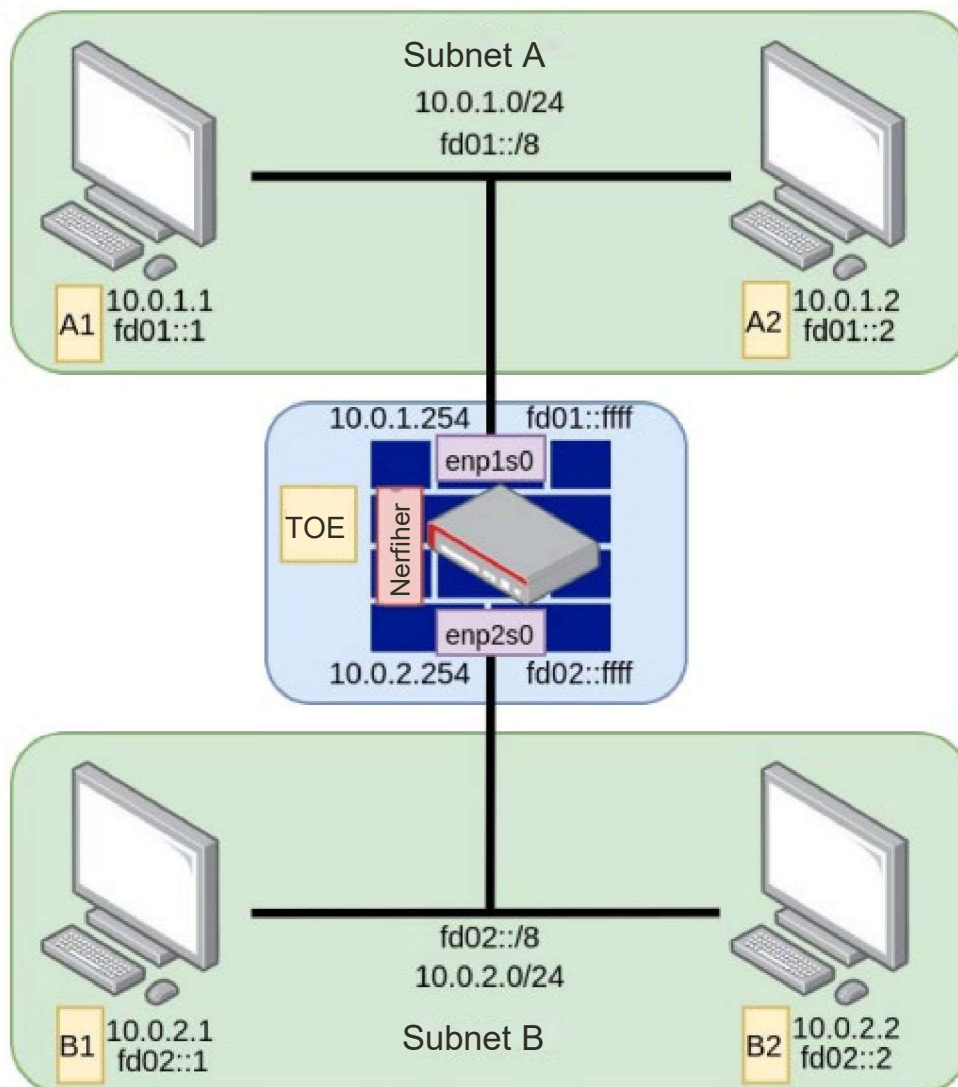 Subnet A
10.0.1.0/24
fd01::/8
A1
10.0.1.1
fd01::1
A2
10.0.1.2
fd01::2
10.0.1.254
fd01::ffff
enp1s0
TOE
Nerfiher
enp2s0
10.0.2.254
fd02::ffff
fd02::/8
10.0.2.0/24
B1
10.0.2.1
fd02::1
Subnet B
B2
10.0.2.2
fd02::2